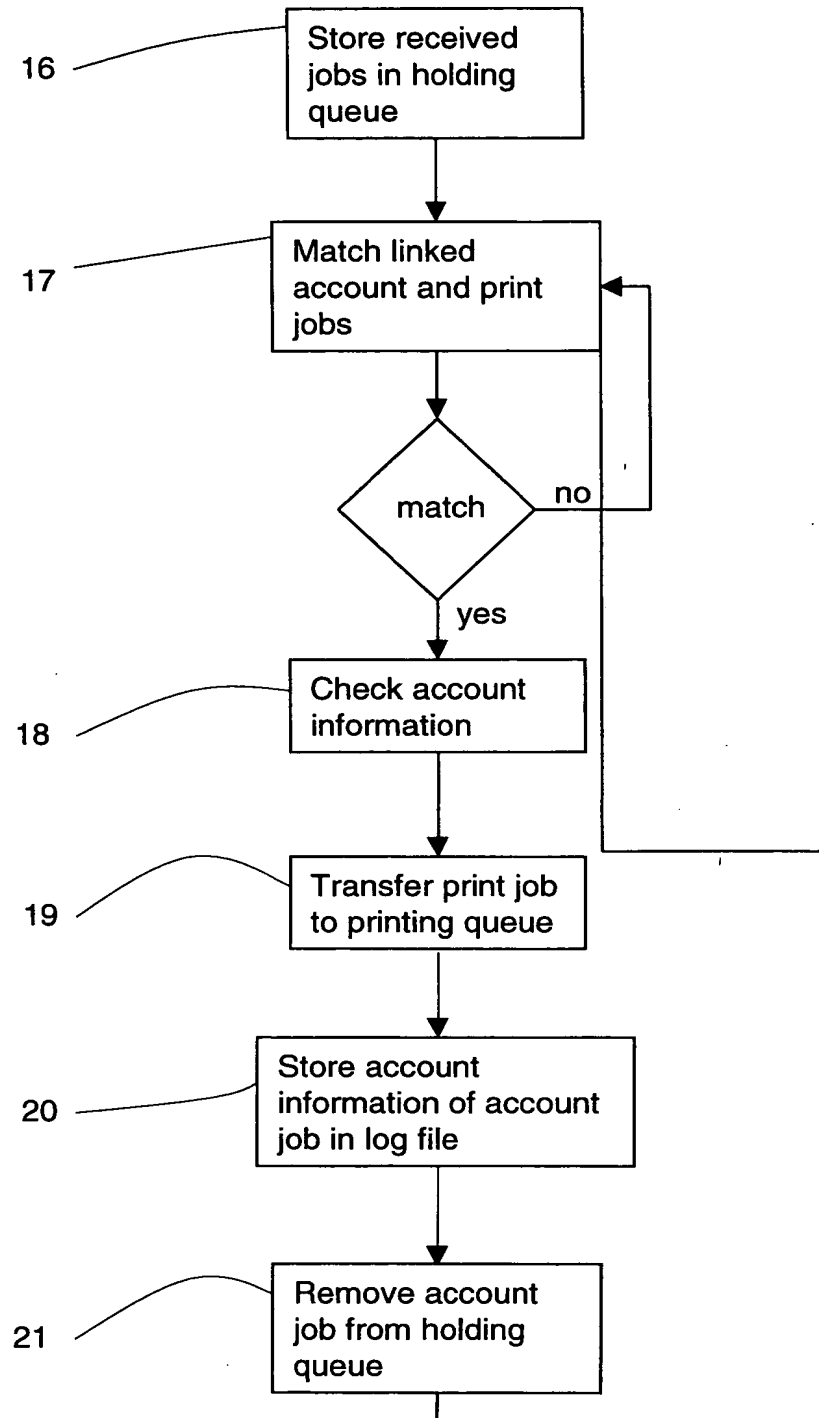 16
Store received
jobs in holding
queue
17
Match linked
account and print
jobs
match
no
yes
18
Check account
information
19
Transfer print job
to printing queue
20
Store account
information of account
job in log file
21
Remove account
job from holding
queue